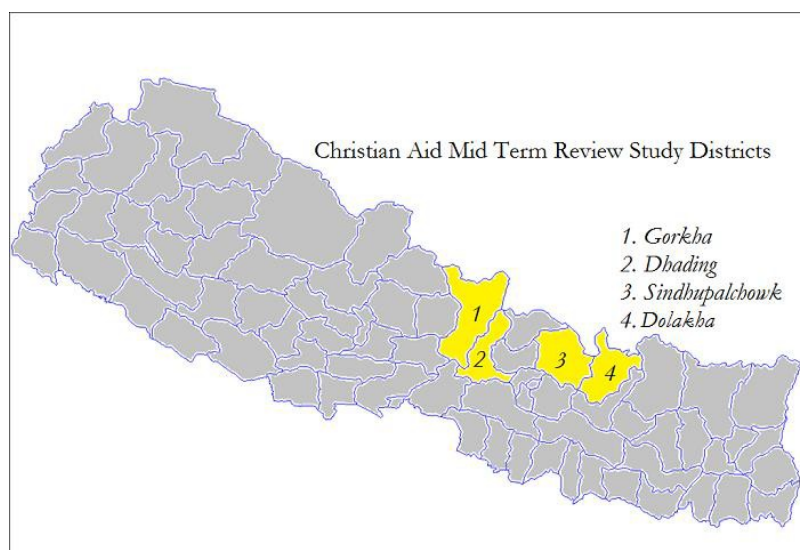 Christian Aid Mid Term Review Study Districts
1. Gorkha
2. Dhading
3. Sindhupalchowk
4. Dolakha
1
2
3
4